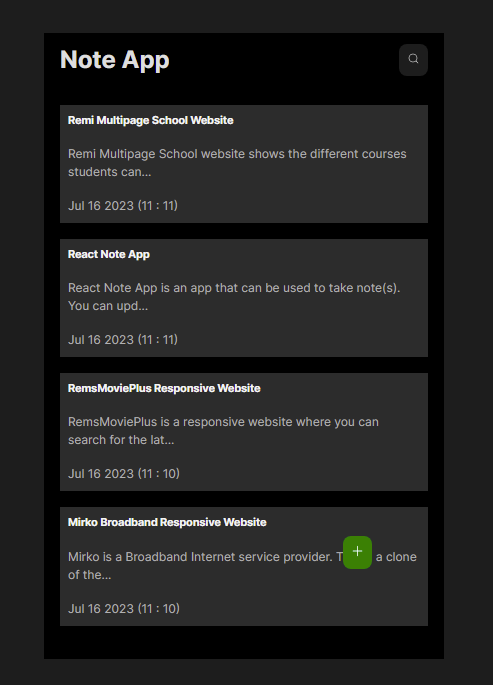 Note App
Remi Multipage School Website
Remi Multipage School website shows the different courses
students can...
Jul 16 2023 (11 : 11)
React Note App
React Note App is an app that can be used to take note(s).
You can upd...
Jul 16 2023 (11 : 11)
RemsMoviePlus Responsive Website
RemsMoviePlus is a responsive website where you can
search for the lat...
Jul 16 2023 (11 : 10)
Mirko Broadband Responsive Website
Mirko is a Broadband Internet service provider. a clone
of the...
Jul 16 2023 (11 : 10)